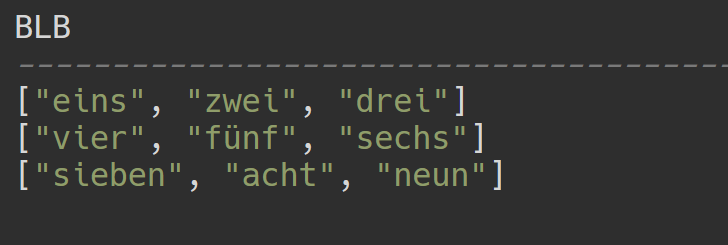 BLB
--------------------------------------
["eins", "zwei", "drei"]
["vier", "fünf", "sechs"]
["sieben", "acht", "neun"]